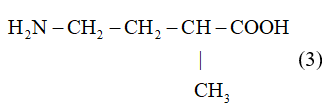 H₂N – CH₂ – CH₂ – CH – COOH
|
(3)
CH₃